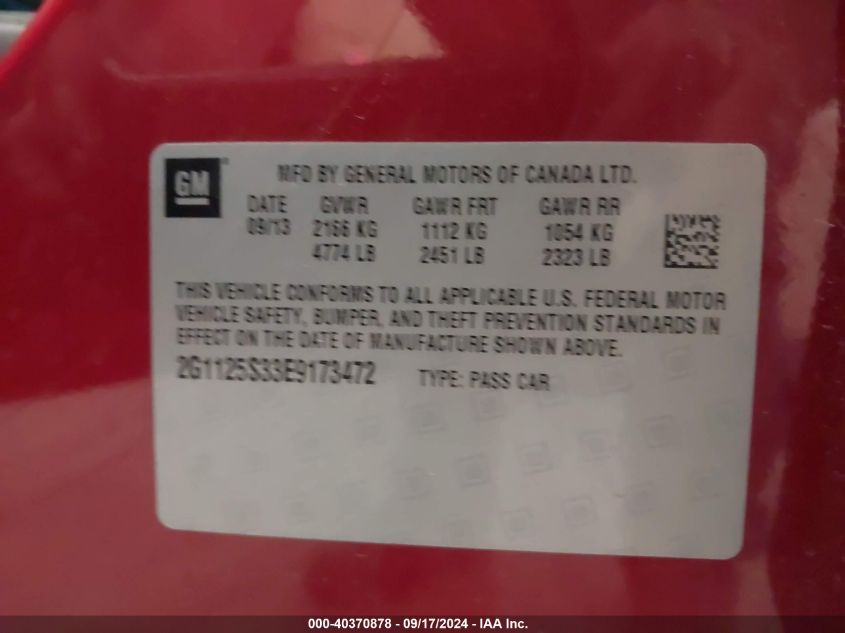 GM
MFD BY GENERAL MOTORS OF CANADA LTD.
DATE GVWR GAWR FRT GAWR RR
09/13 2166 KG 1112 KG 1054 KG
4774 LB 2451 LB 2323 LB
THIS VEHICLE CONFORMS TO ALL APPLICABLE U.S. FEDERAL MOTOR
VEHICLE SAFETY, BUMPER, AND THEFT PREVENTION STANDARDS IN
EFFECT ON THE DATE OF MANUFACTURE SHOWN ABOVE.
2G1125S33E9173472 TYPE: PASS CAR
000-40370878 - 09/17/2024 - IAA Inc.